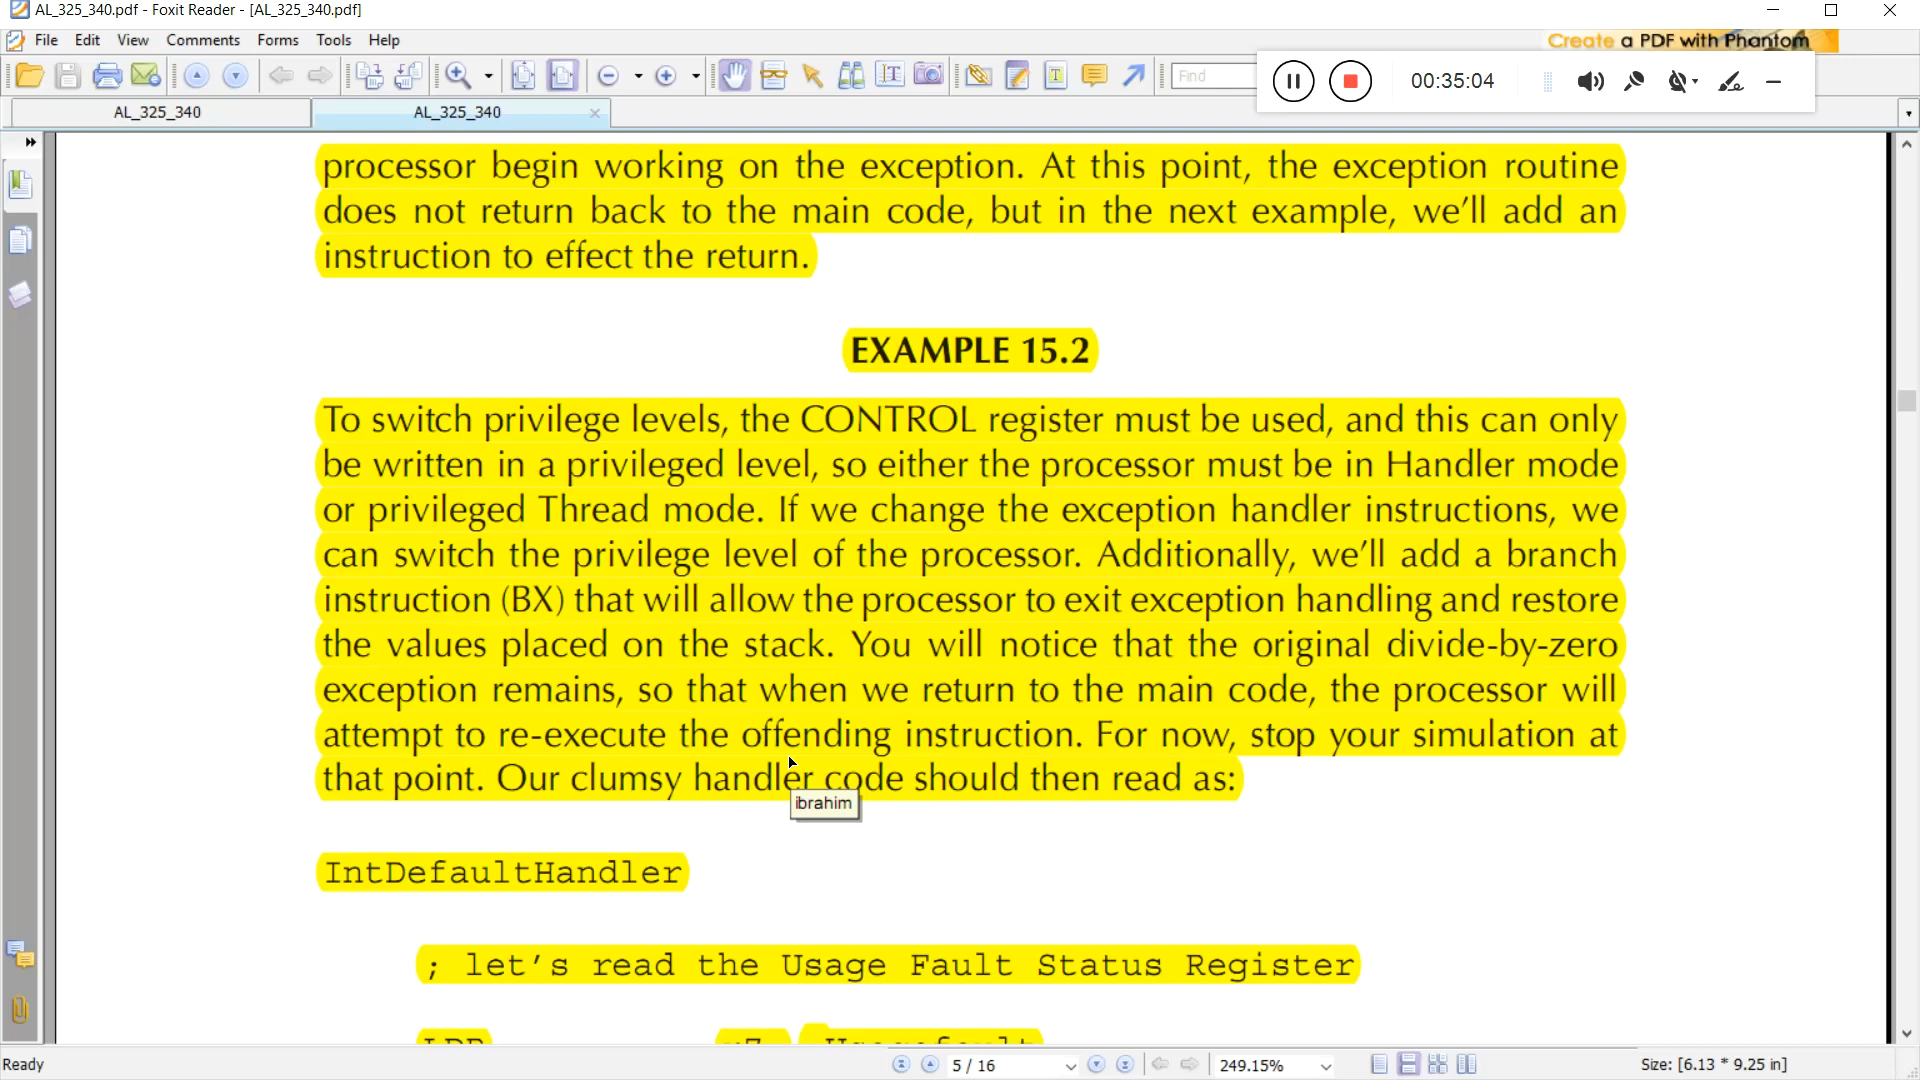 AL_325_340.pdf - Foxit Reader - [AL_325_340.pdf]
File Edit View Comments Forms Tools Help
Create a PDF with Phantom
Find
00:35:04
AL_325_340 AL_325_340
processor begin working on the exception. At this point, the exception routine
does not return back to the main code, but in the next example, we’ll add an
instruction to effect the return.
EXAMPLE 15.2
To switch privilege levels, the CONTROL register must be used, and this can only
be written in a privileged level, so either the processor must be in Handler mode
or privileged Thread mode. If we change the exception handler instructions, we
can switch the privilege level of the processor. Additionally, we’ll add a branch
instruction (BX) that will allow the processor to exit exception handling and restore
the values placed on the stack. You will notice that the original divide-by-zero
exception remains, so that when we return to the main code, the processor will
attempt to re-execute the offending instruction. For now, stop your simulation at
that point. Our clumsy handler code should then read as:
ibrahim
IntDefaultHandler
; let’s read the Usage Fault Status Register
Ready
5 / 16
249.15%
Size: [6.13 * 9.25 in]